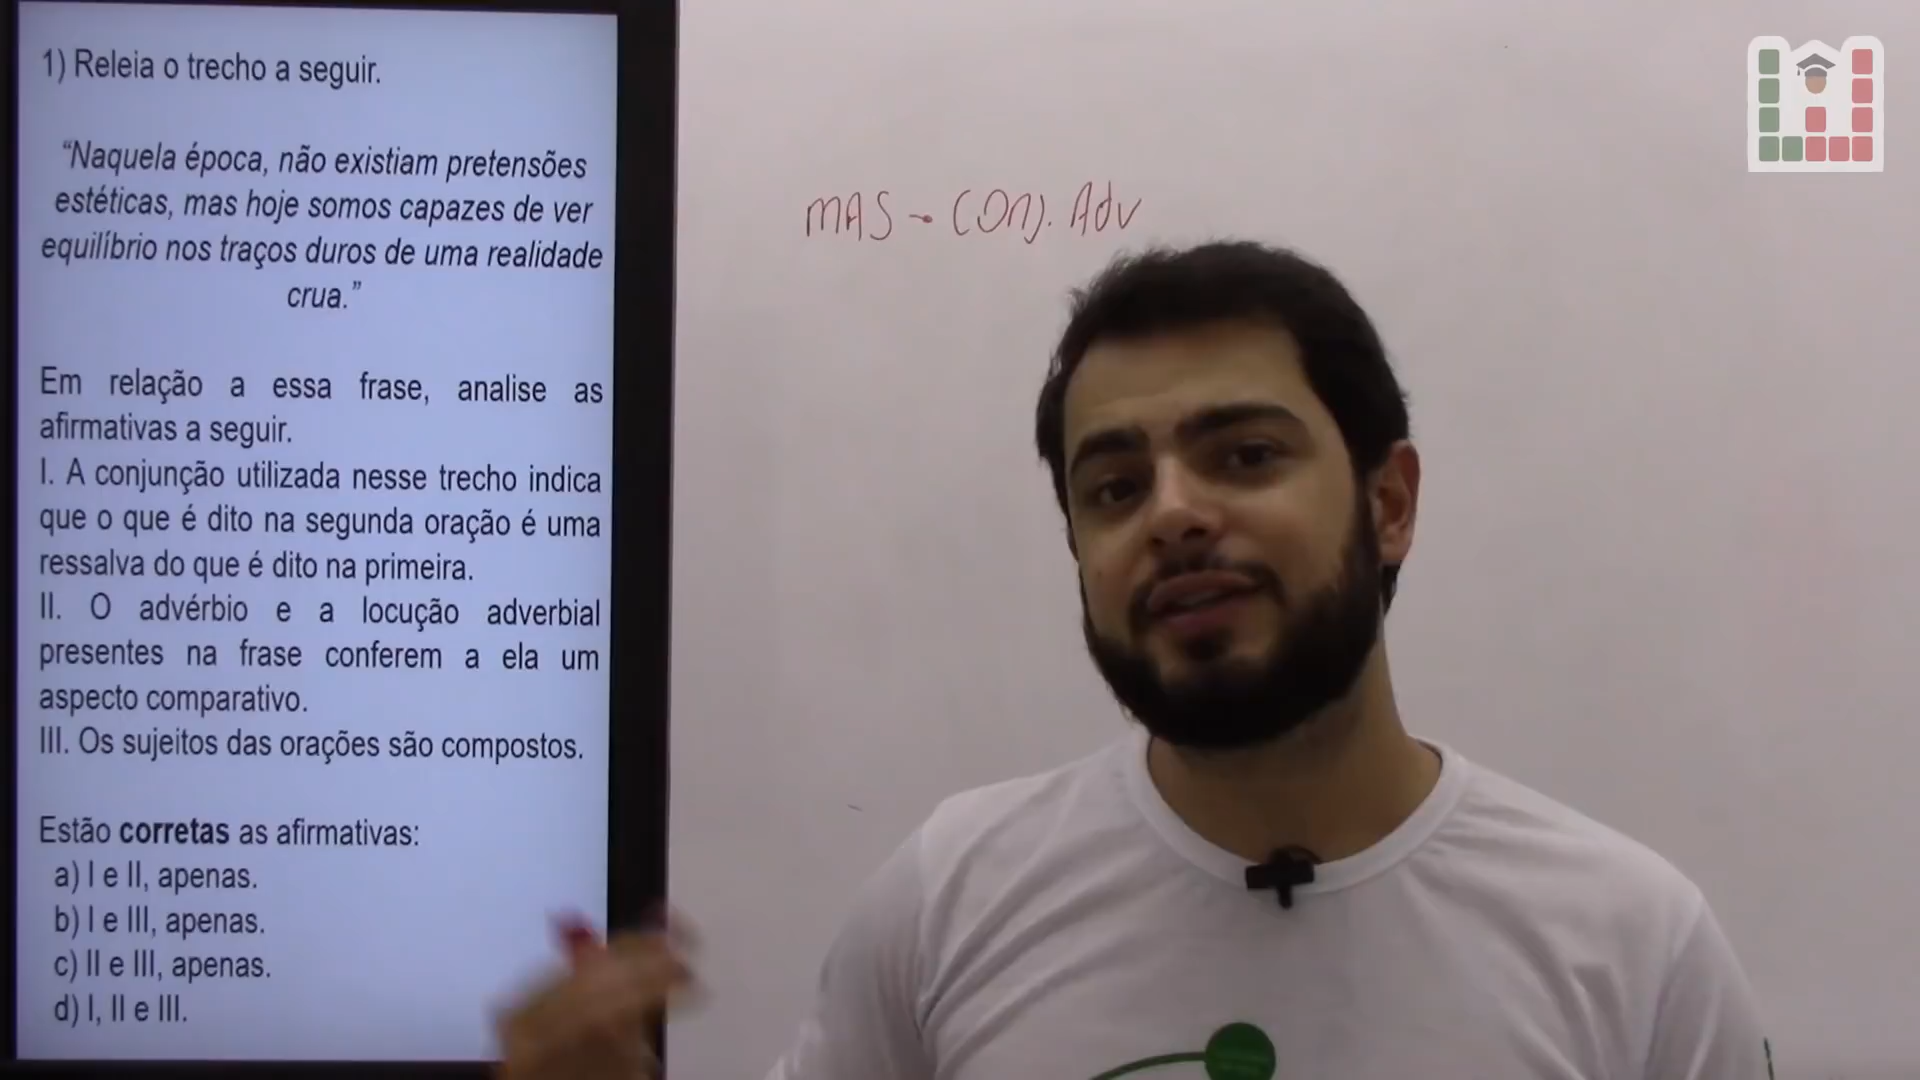 1) Releia o trecho a seguir.
“Naquela época, não existiam pretensões
estéticas, mas hoje somos capazes de ver
equilíbrio nos traços duros de uma realidade
crua.”
Em relação a essa frase, analise as
afirmativas a seguir.
I. A conjunção utilizada nesse trecho indica
que o que é dito na segunda oração é uma
ressalva do que é dito na primeira.
II. O advérbio e a locução adverbial
presentes na frase conferem a ela um
aspecto comparativo.
III. Os sujeitos das orações são compostos.
Estão corretas as afirmativas:
a) I e II, apenas.
b) I e III, apenas.
c) II e III, apenas.
d) I, II e III.
MAS - CONJ. Adv